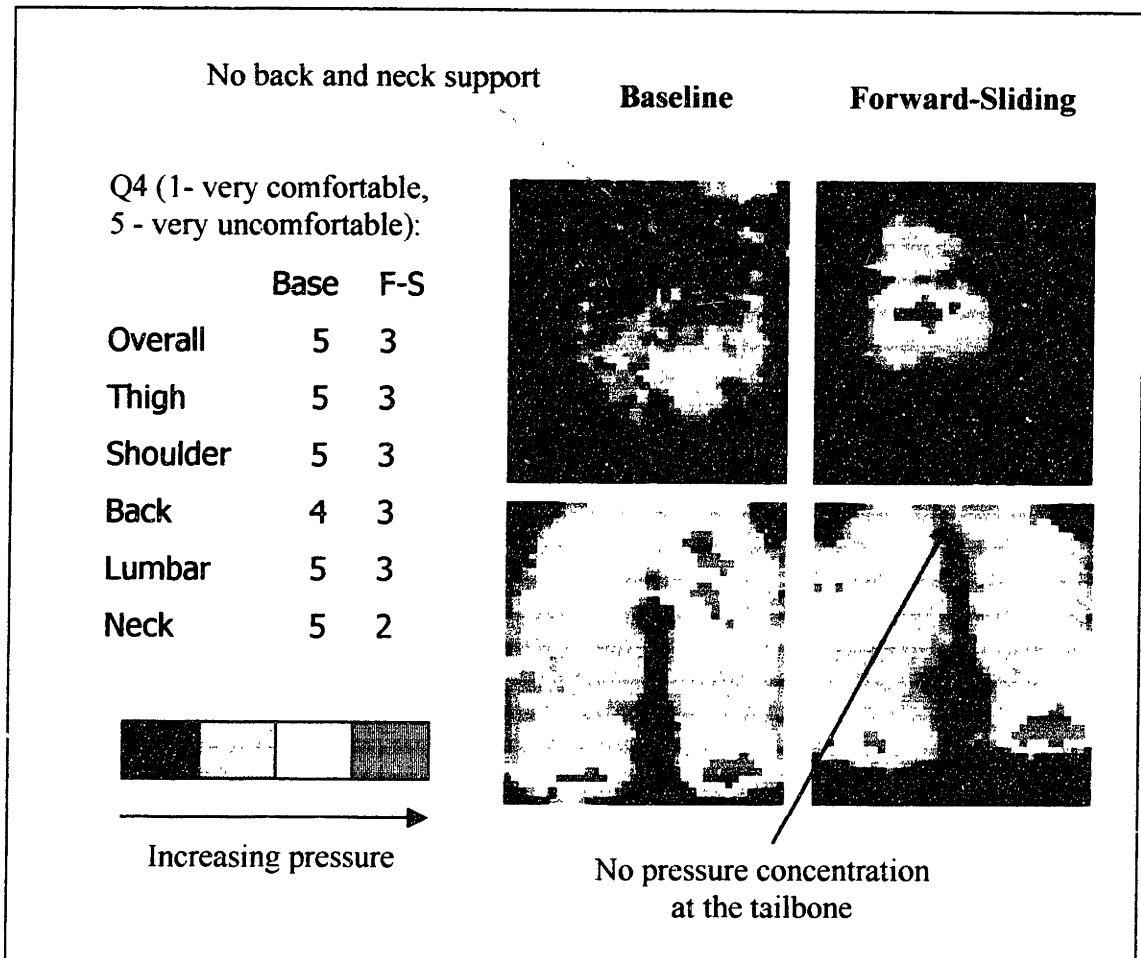 No back and neck support
Baseline
Forward-Sliding
Q4 (1- very comfortable,
5 - very uncomfortable):
Base F-S
Overall 5 3
Thigh 5 3
Shoulder 5 3
Back 4 3
Lumbar 5 3
Neck 5 2
Increasing pressure
No pressure concentration
at the tailbone